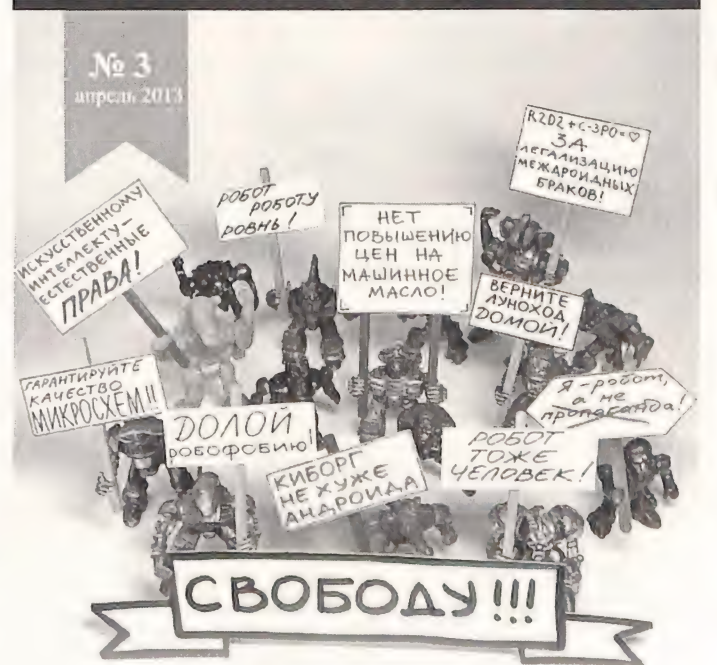 № 3
апрель 2013
R2D2 + C-3PO = ♡
ЗА
ЛЕГАЛИЗАЦИЮ
МЕЖДРОИДНЫХ
БРАКОВ!
РОБОТ
РОБОТУ
РОВНЬ!
ИСКУССТВЕННОМУ
ИНТЕЛЛЕКТУ-
ЕСТЕСТВЕННЫЕ
ПРАВА!
НЕТ
ПОВЫШЕНИЮ
ЦЕН НА
МАШИННОЕ
МАСЛО!
ВЕРНИТЕ
ЛУНОХОД
ДОМОЙ!
ГАРАНТИРУЙТЕ
КАЧЕСТВО
МИКРОСХЕМ!!
ДОЛОЙ
РОБОФОБИЮ!
КИБОРГ
НЕ ХУЖЕ
АНДРОИДА
РОБОТ
ТОЖЕ
ЧЕЛОВЕК!
Я-робот,
а не
пропаганда!
СВОБОДУ!!!